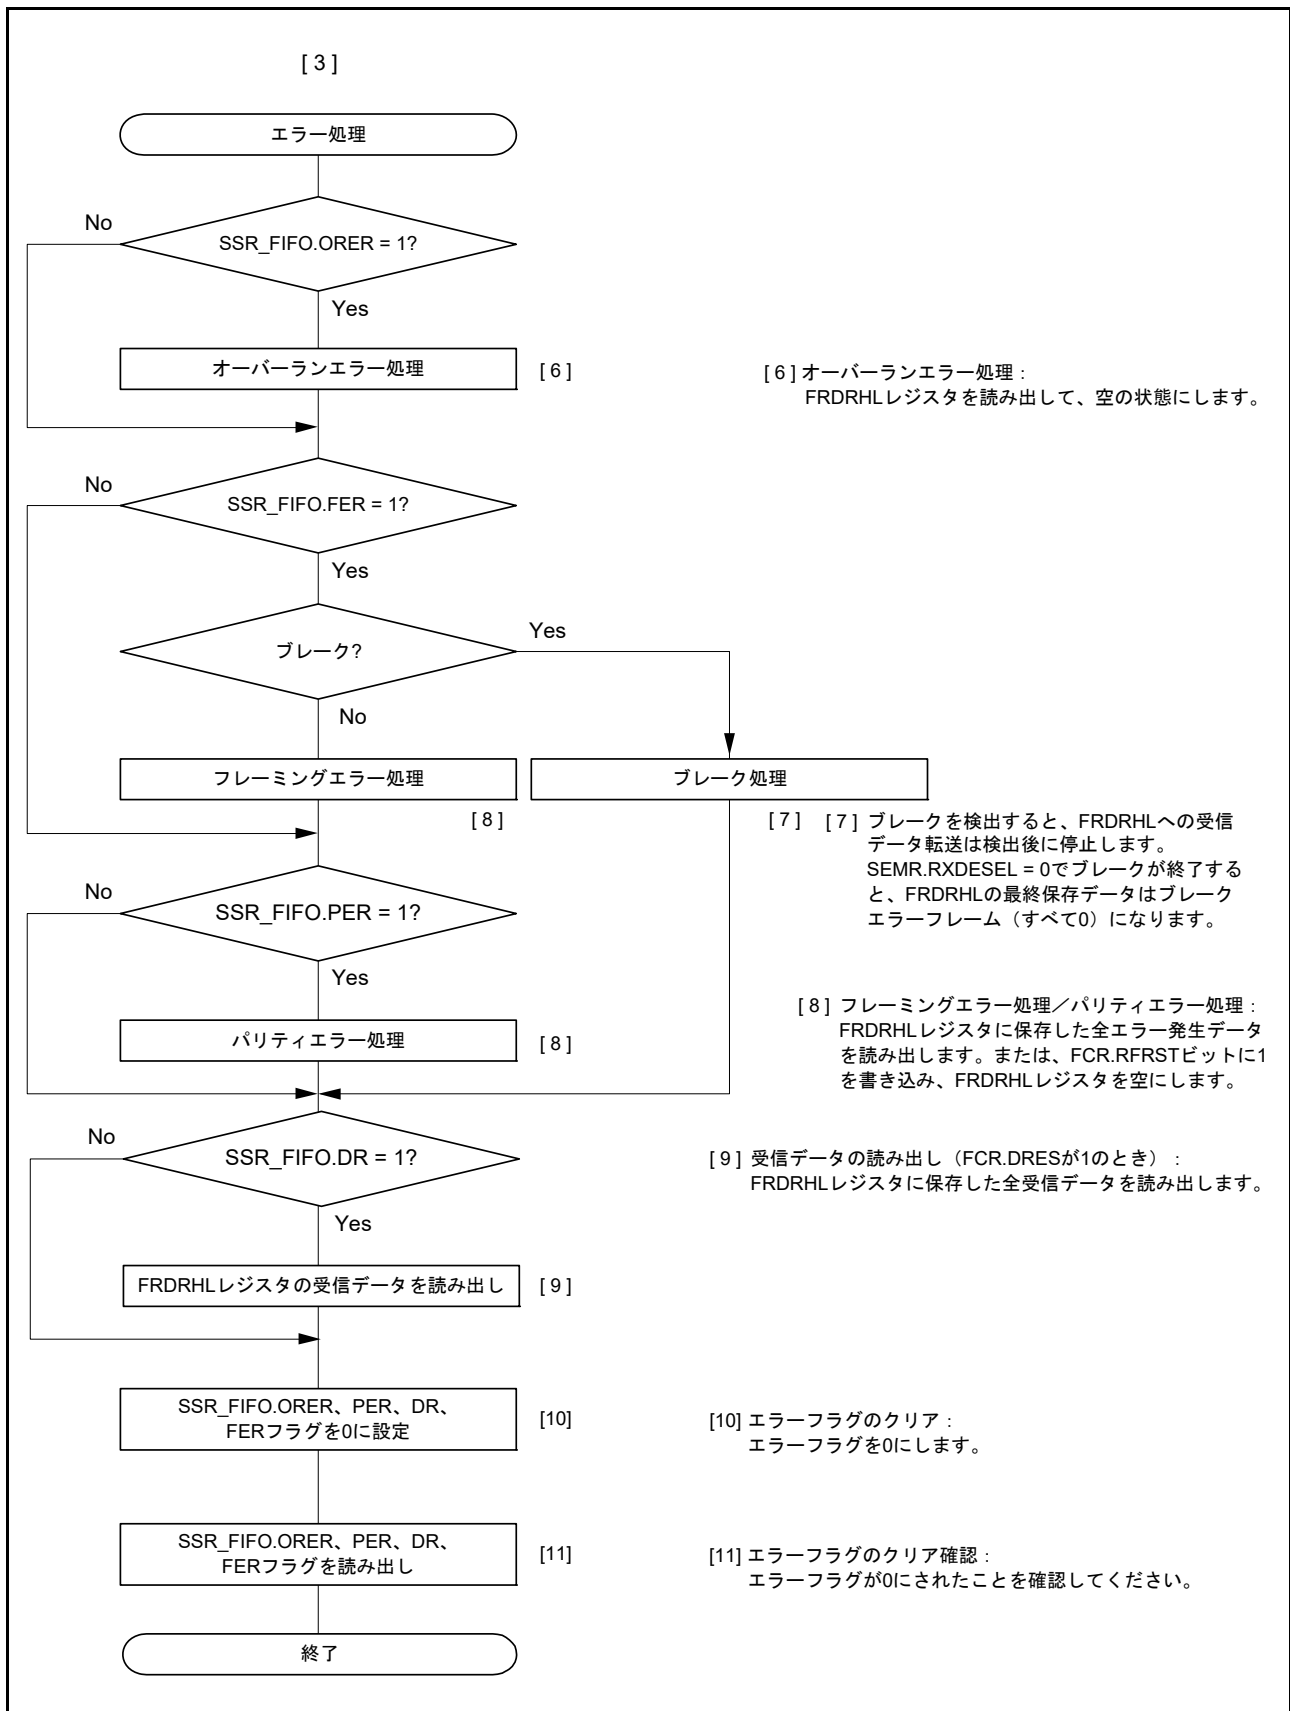 [ 3 ]
エラー処理
No
SSR_FIFO.ORER = 1?
Yes
オーバーランエラー処理
[ 6 ]
[ 6 ] オーバーランエラー処理：
FRDRHLレジスタを読み出して、空の状態にします。
No
SSR_FIFO.FER = 1?
Yes
ブレーク?
Yes
No
フレーミングエラー処理
ブレーク処理
[ 8 ]
[ 7 ]
[ 7 ] ブレークを検出すると、FRDRHLへの受信
データ転送は検出後に停止します。
SEMR.RXDESEL = 0でブレークが終了する
と、FRDRHLの最終保存データはブレーク
エラーフレーム（すべて0）になります。
No
SSR_FIFO.PER = 1?
Yes
パリティエラー処理
[ 8 ]
[ 8 ] フレーミングエラー処理／パリティエラー処理：
FRDRHLレジスタに保存した全エラー発生データ
を読み出します。または、FCR.RFRSTビットに1
を書き込み、FRDRHLレジスタを空にします。
No
SSR_FIFO.DR = 1?
Yes
[ 9 ] 受信データの読み出し（FCR.DRESが1のとき）：
FRDRHLレジスタに保存した全受信データを読み出します。
FRDRHLレジスタの受信データを読み出し
[ 9 ]
SSR_FIFO.ORER、PER、DR、
FERフラグを0に設定
[10]
[10] エラーフラグのクリア：
エラーフラグを0にします。
SSR_FIFO.ORER、PER、DR、
FERフラグを読み出し
[11]
[11] エラーフラグのクリア確認：
エラーフラグが0にされたことを確認してください。
終了